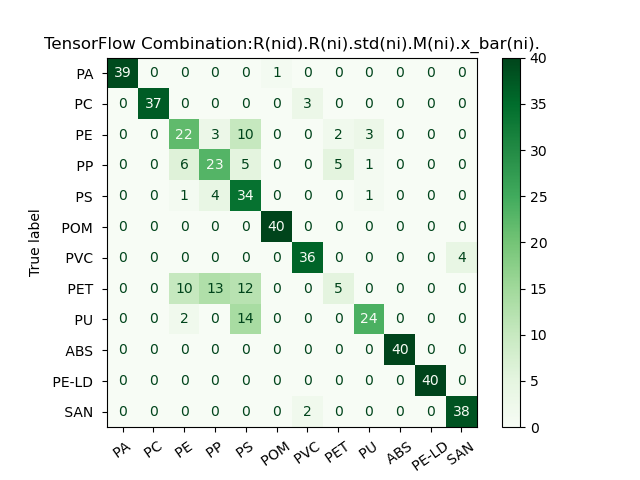 TensorFlow Combination:R(nid).R(ni).std(ni).M(ni).x_bar(ni).
True label
PA 39 0 0 0 0 1 0 0 0 0 0 0
PC 0 37 0 0 0 0 3 0 0 0 0 0
PE 0 0 22 3 10 0 0 2 3 0 0 0
PP 0 0 6 23 5 0 0 5 1 0 0 0
PS 0 0 1 4 34 0 0 0 1 0 0 0
POM 0 0 0 0 0 40 0 0 0 0 0 0
PVC 0 0 0 0 0 0 36 0 0 0 0 4
PET 0 0 10 13 12 0 0 5 0 0 0 0
PU 0 0 2 0 14 0 0 0 24 0 0 0
ABS 0 0 0 0 0 0 0 0 0 40 0 0
PE-LD 0 0 0 0 0 0 0 0 0 0 40 0
SAN 0 0 0 0 0 0 2 0 0 0 0 38
PA PC PE PP PS POM PVC PET PU ABS PE-LD SAN
40
35
30
25
20
15
10
5
0